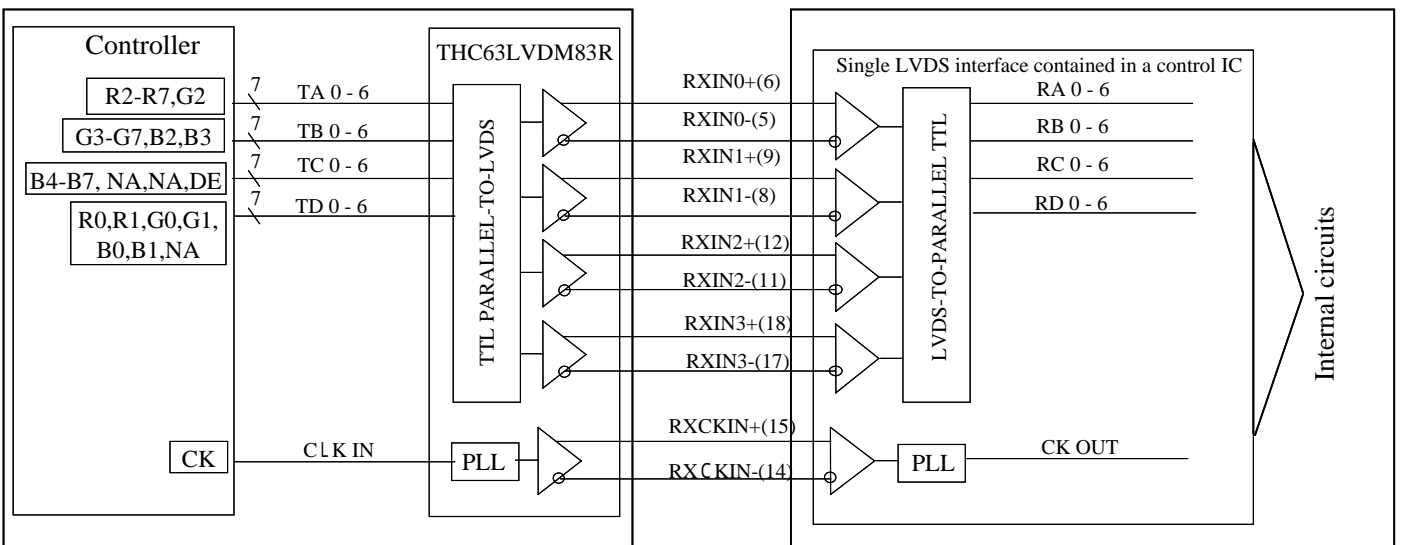 Controller
R2-R7,G2
G3-G7,B2,B3
B4-B7, NA,NA,DE
R0,R1,G0,G1,
B0,B1,NA
CK
7
TA 0 - 6
7
TB 0 - 6
7
TC 0 - 6
7
TD 0 - 6
CLK IN
THC63LVDM83R
TTL PARALLEL-TO-LVDS
PLL
RXIN0+(6)
RXIN0-(5)
RXIN1+(9)
RXIN1-(8)
RXIN2+(12)
RXIN2-(11)
RXIN3+(18)
RXIN3-(17)
RXCKIN+(15)
RXCKIN-(14)
Single LVDS interface contained in a control IC
LVDS-TO-PARALLEL TTL
PLL
RA 0 - 6
RB 0 - 6
RC 0 - 6
RD 0 - 6
CK OUT
Internal circuits